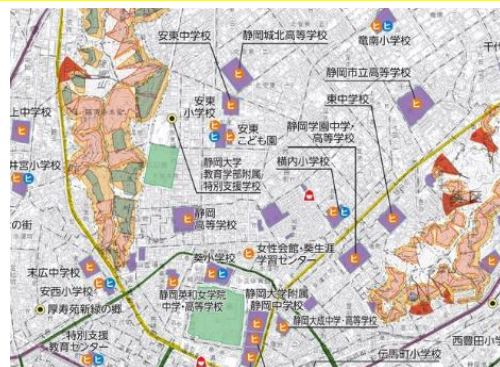 安東中学校
静岡城北高等学校
竜南小学校
千代
静岡市立高等学校
安東
小学校
東中学校
上中学校
安東
こども園
静岡学園中学・
高等学校
井宮小学校
静岡大学
教育学部附属
特別支援学校
横内小学校
の街
静岡
高等学校
女性会館・葵生涯
学習センター
末広中学校
葵小学校
安西小学校
静岡英和女学院
中学・高等学校
静岡大学附属
静岡中学校
厚寿苑新緑の郷
静岡大成中学・高等学校
特別支援
教育センター
伝馬町小学校
西豊田小